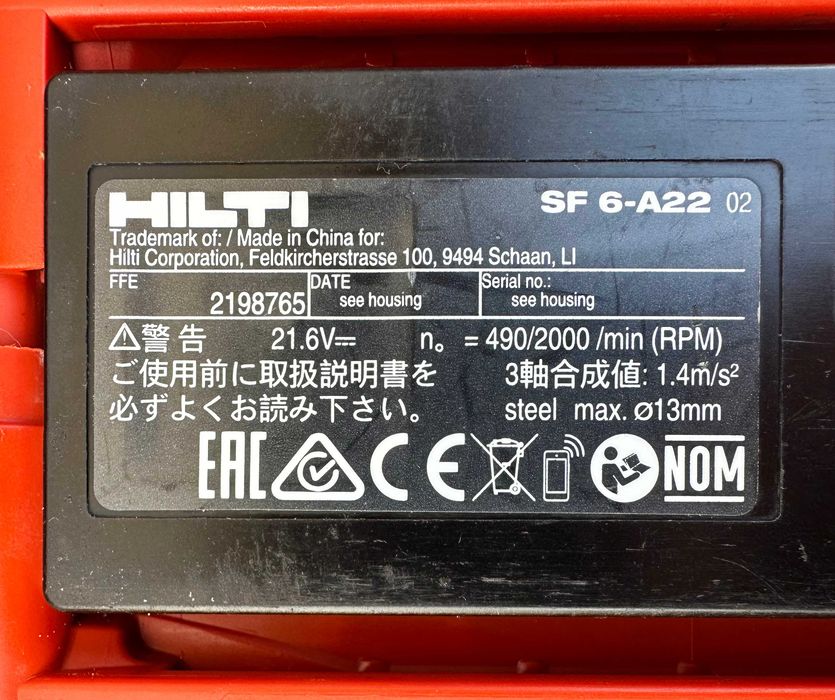 HILTI
SF 6-A22 02
Trademark of: / Made in China for:
Hilti Corporation, Feldkircherstrasse 100, 9494 Schaan, LI
FFE
2198765
DATE
see housing
Serial no.:
see housing
⚠警告 21.6V⎓ n₀ = 490/2000 /min (RPM)
ご使用前に取扱説明書を 3軸合成値: 1.4m/s²
必ずよくお読み下さい。 steel max. ø13mm
EAC CE NOM